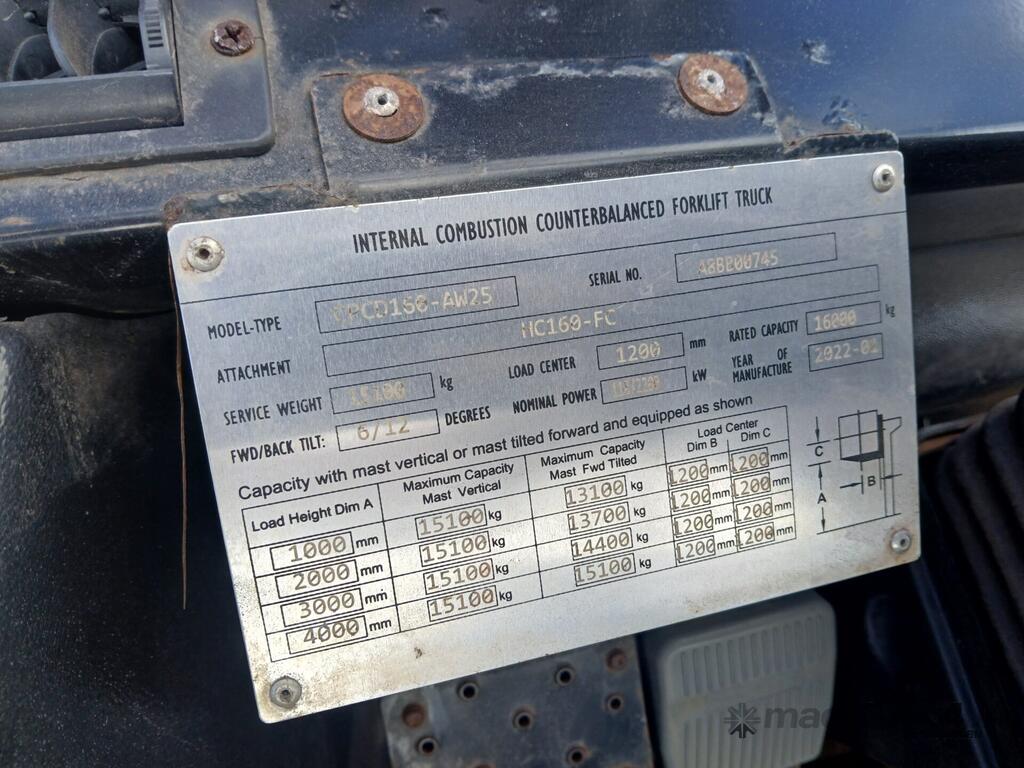 INTERNAL COMBUSTION COUNTERBALANCED FORKLIFT TRUCK
MODEL-TYPE CPCD160-AW25 SERIAL NO. A8BB00745
ATTACHMENT HC160-FC
SERVICE WEIGHT kg LOAD CENTER 1200 mm RATED CAPACITY 16000 kg
FWD/BACK TILT: 6/12 DEGREES NOMINAL POWER kW YEAR OF MANUFACTURE 2022-01
Capacity with mast vertical or mast tilted forward and equipped as shown
Load Height Dim A Maximum Capacity Mast Vertical Maximum Capacity Mast Fwd Tilted Load Center Dim B Dim C
1000 mm 15100 kg 13100 kg 1200 mm 1200 mm
2000 mm 15100 kg 13700 kg 1200 mm 1200 mm
3000 mm 15100 kg 14400 kg 1200 mm 1200 mm
4000 mm 15100 kg 15100 kg 1200 mm 1200 mm
C
B
A